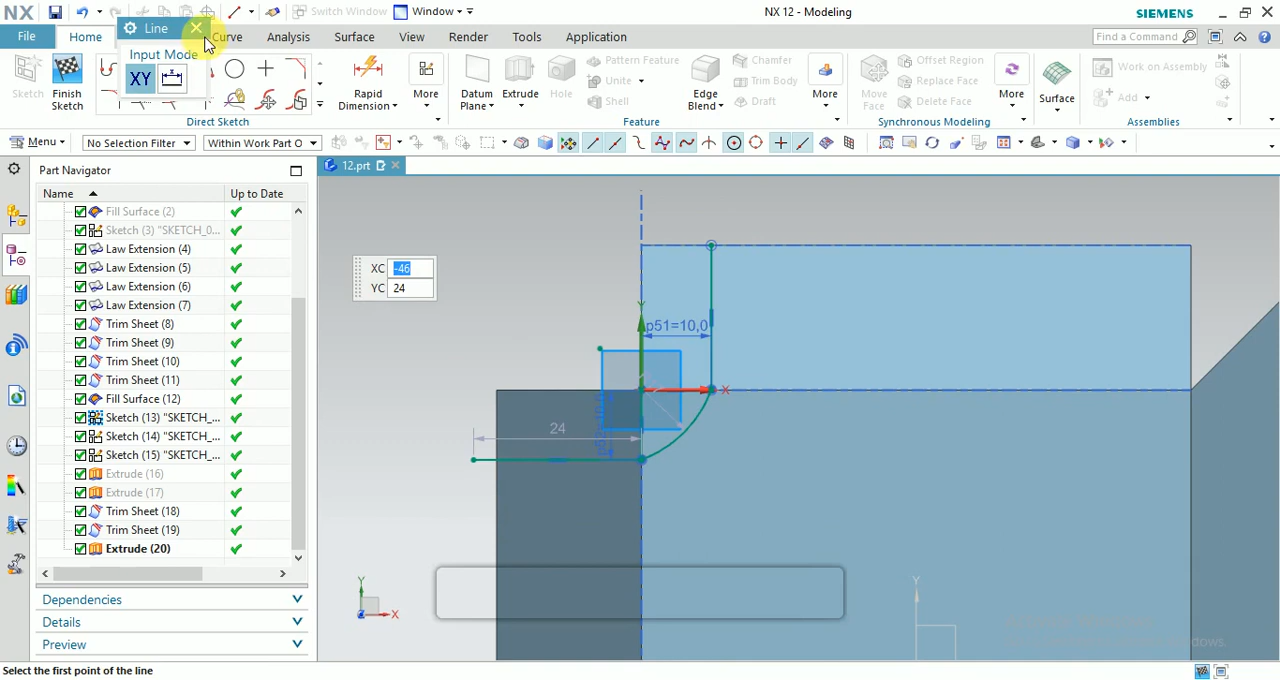 NX
Switch Window
Window
NX 12 - Modeling
SIEMENS
Line
File
Home
Curve
Analysis
Surface
View
Render
Tools
Application
Find a Command
Input Mode
XY
Sketch
Finish Sketch
Direct Sketch
Rapid Dimension
More
Datum Plane
Extrude
Hole
Pattern Feature
Unite
Shell
Edge Blend
Chamfer
Trim Body
Draft
More
Feature
Move Face
Offset Region
Replace Face
Delete Face
More
Synchronous Modeling
Surface
Work on Assembly
Add
Assemblies
Menu
No Selection Filter
Within Work Part O
Part Navigator
12.prt
Name
Up to Date
Fill Surface (2)
Sketch (3) "SKETCH_0...
Law Extension (4)
Law Extension (5)
Law Extension (6)
Law Extension (7)
Trim Sheet (8)
Trim Sheet (9)
Trim Sheet (10)
Trim Sheet (11)
Fill Surface (12)
Sketch (13) "SKETCH_...
Sketch (14) "SKETCH_...
Sketch (15) "SKETCH_...
Extrude (16)
Extrude (17)
Trim Sheet (18)
Trim Sheet (19)
Extrude (20)
Dependencies
Details
Preview
XC -46
YC 24
Y
p51=10,0
X
24
Y
X
Y
Select the first point of the line